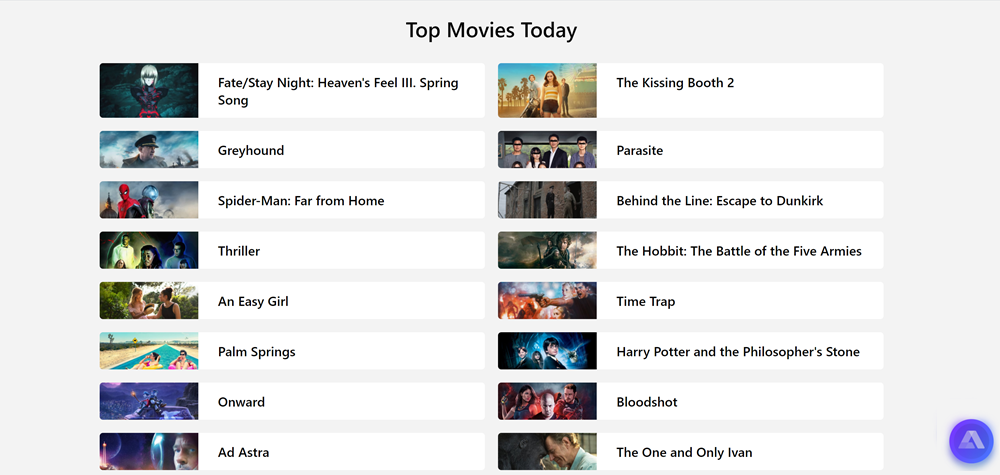 Top Movies Today
Fate/Stay Night: Heaven's Feel III. Spring
Song
The Kissing Booth 2
Greyhound
Parasite
Spider-Man: Far from Home
Behind the Line: Escape to Dunkirk
Thriller
The Hobbit: The Battle of the Five Armies
An Easy Girl
Time Trap
Palm Springs
Harry Potter and the Philosopher's Stone
Onward
Bloodshot
Ad Astra
The One and Only Ivan